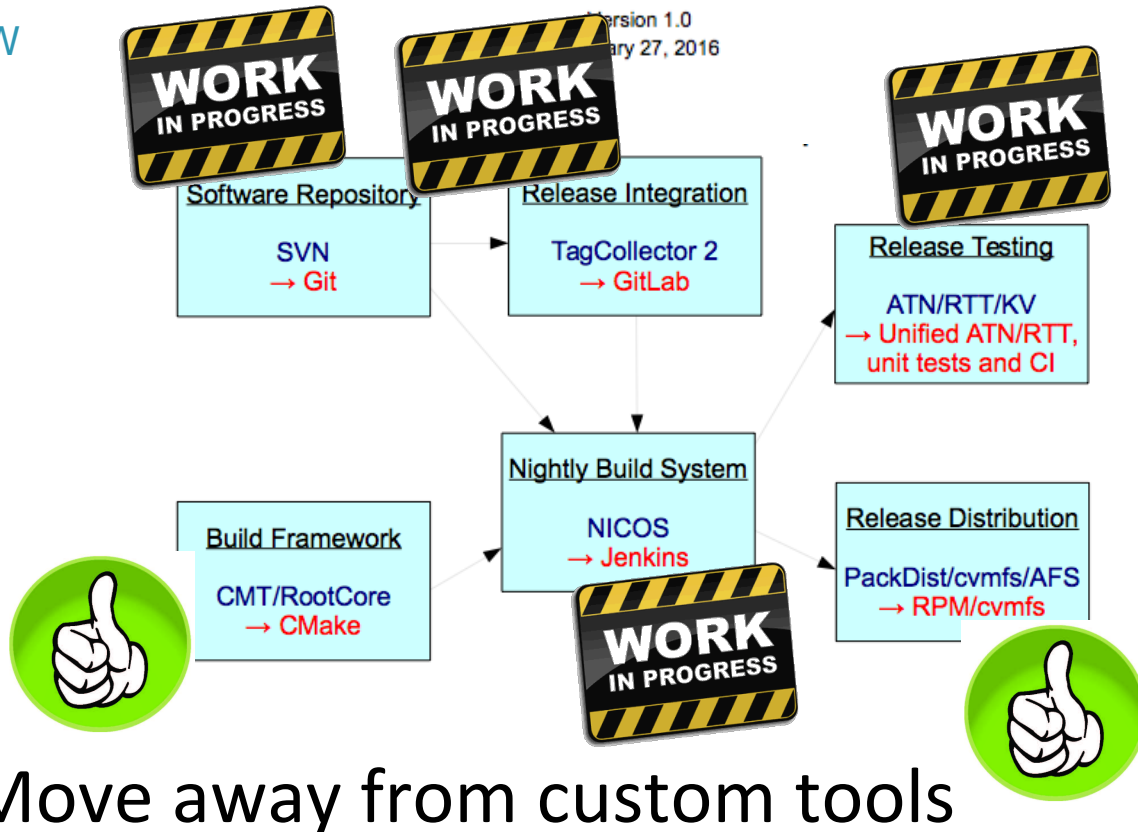 W
ersion 1.0
ary 27, 2016
WORK
IN PROGRESS
WORK
IN PROGRESS
WORK
IN PROGRESS
Software Repository
SVN
→ Git
Release Integration
TagCollector 2
→ GitLab
Release Testing
ATN/RTT/KV
→ Unified ATN/RTT,
unit tests and CI
Nightly Build System
NICOS
→ Jenkins
Build Framework
CMT/RootCore
→ CMake
Release Distribution
PackDist/cvmfs/AFS
→ RPM/cvmfs
WORK
IN PROGRESS
Move away from custom tools